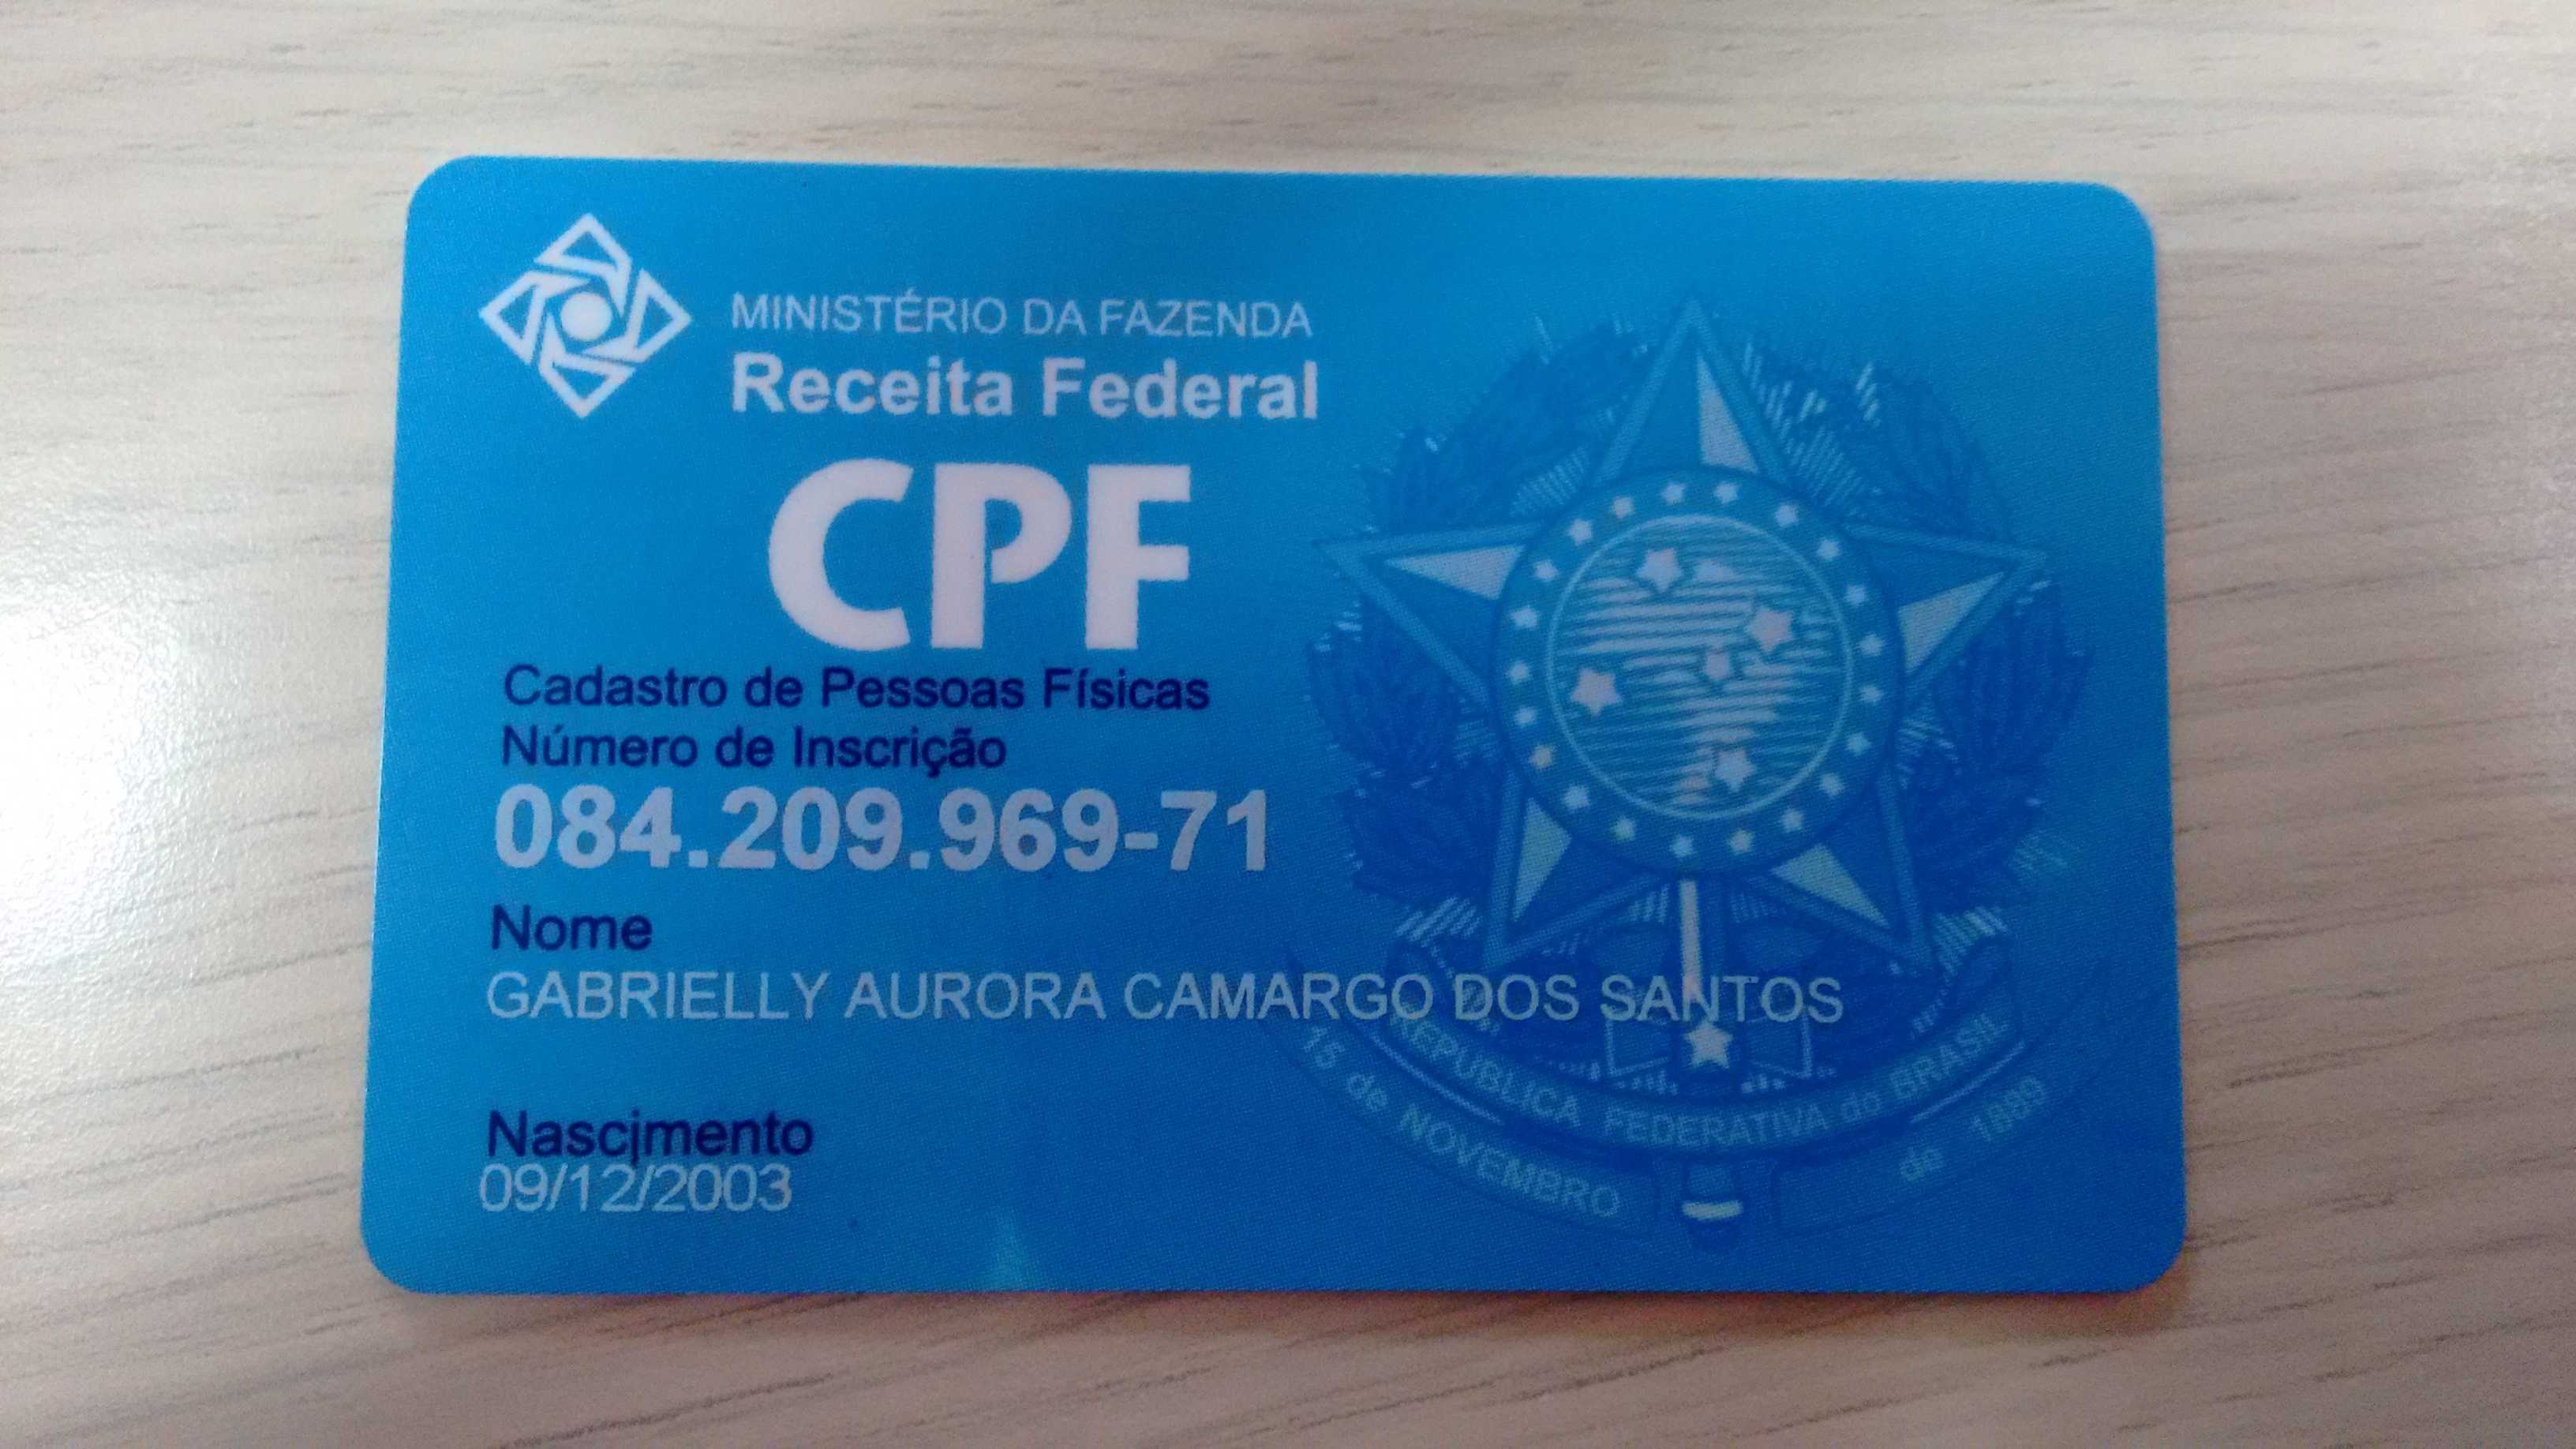 MINISTÉRIO DA FAZENDA
Receita Federal
CPF
Cadastro de Pessoas Físicas
Número de Inscrição
084.209.969-71
Nome
GABRIELLY AURORA CAMARGO DOS SANTOS
REPUBLICA FEDERATIVA do BRASIL
15 de NOVEMBRO de 1889
Nascimento
09/12/2003